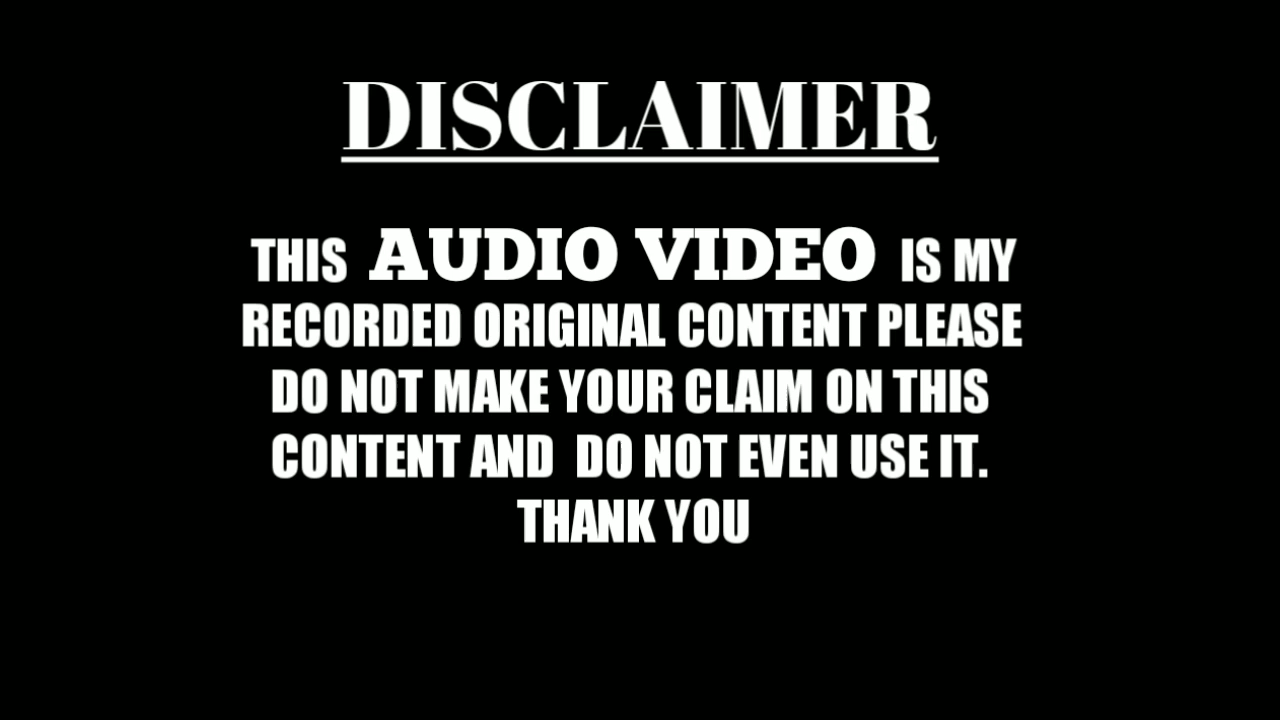 DISCLAIMER
THIS AUDIO VIDEO IS MY
RECORDED ORIGINAL CONTENT PLEASE
DO NOT MAKE YOUR CLAIM ON THIS
CONTENT AND DO NOT EVEN USE IT.
THANK YOU